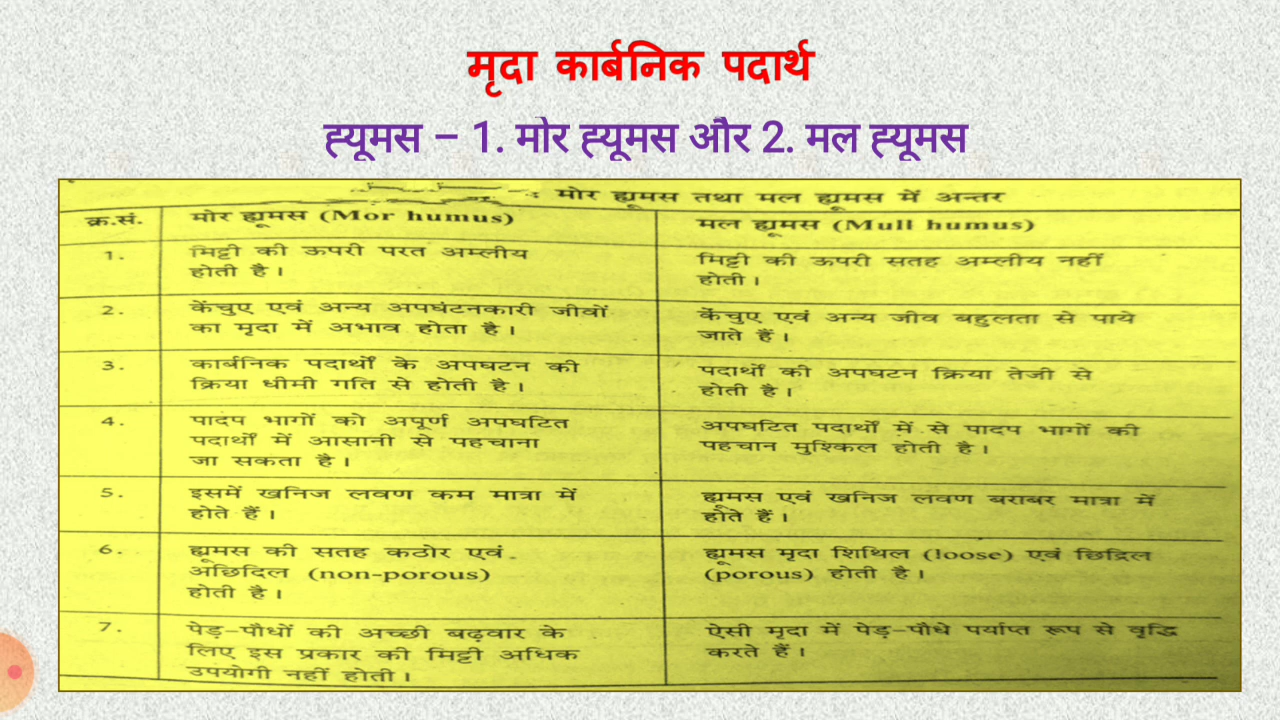 मृदा कार्बनिक पदार्थ
ह्यूमस – 1. मोर ह्यूमस और 2. मल ह्यूमस
मोर ह्यूमस तथा मल ह्यूमस में अन्तर
क्र.सं. मोर ह्यूमस (Mor humus) मल ह्यूमस (Mull humus)
1. मिट्टी की ऊपरी परत अम्लीय
होती है।
मिट्टी की ऊपरी सतह अम्लीय नहीं
होती।
2. केंचुए एवं अन्य अपघंटनकारी जीवों
का मृदा में अभाव होता है।
केंचुए एवं अन्य जीव बहुलता से पाये
जाते हैं।
3. कार्बनिक पदार्थों के अपघटन की
क्रिया धीमी गति से होती है।
पदार्थों की अपघटन क्रिया तेजी से
होती है।
4. पादप भागों को अपूर्ण अपघटित
पदार्थों में आसानी से पहचाना
जा सकता है।
अपघटित पदार्थों में से पादप भागों की
पहचान मुश्किल होती है।
5. इसमें खनिज लवण कम मात्रा में
होते हैं।
ह्यूमस एवं खनिज लवण बराबर मात्रा में
होते हैं।
6. ह्यूमस की सतह कठोर एवं
अछिदिल (non-porous)
होती है।
ह्यूमस मृदा शिथिल (loose) एवं छिद्रिल
(porous) होती है।
7. पेड़-पौधों की अच्छी बढ़वार के
लिए इस प्रकार की मिट्टी अधिक
उपयोगी नहीं होती।
ऐसी मृदा में पेड़-पौधे पर्याप्त रूप से वृद्धि
करते हैं।